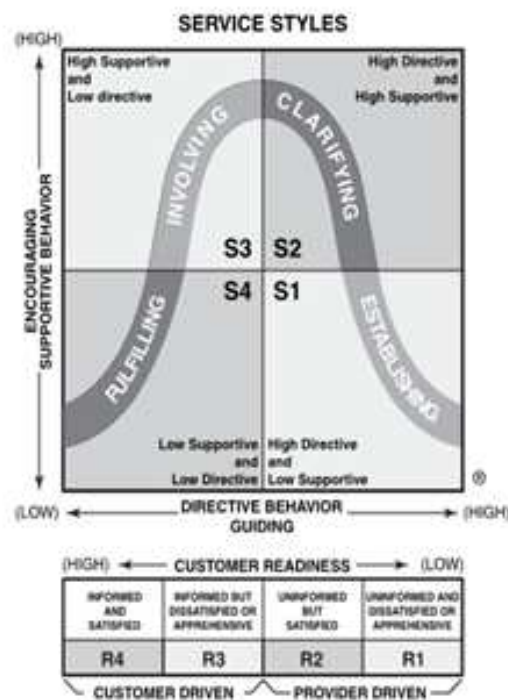 SERVICE STYLES
(HIGH)
High Supportive
and
Low directive
High Directive
and
High Supportive
INVOLVING
CLARIFYING
S3
S2
S4
S1
FULFILLING
ESTABLISHING
ENCOURAGING
SUPPORTIVE BEHAVIOR
Low Supportive
and
Low Directive
High Directive
and
Low Supportive
®
(LOW)
DIRECTIVE BEHAVIOR
GUIDING
(HIGH)
(HIGH)
CUSTOMER READINESS
(LOW)
INFORMED
AND
SATISFIED
INFORMED BUT
DISSATISFIED OR
APPREHENSIVE
UNINFORMED
BUT
SATISFIED
UNINFORMED AND
DISSATISFIED OR
APPREHENSIVE
R4
R3
R2
R1
CUSTOMER DRIVEN
PROVIDER DRIVEN